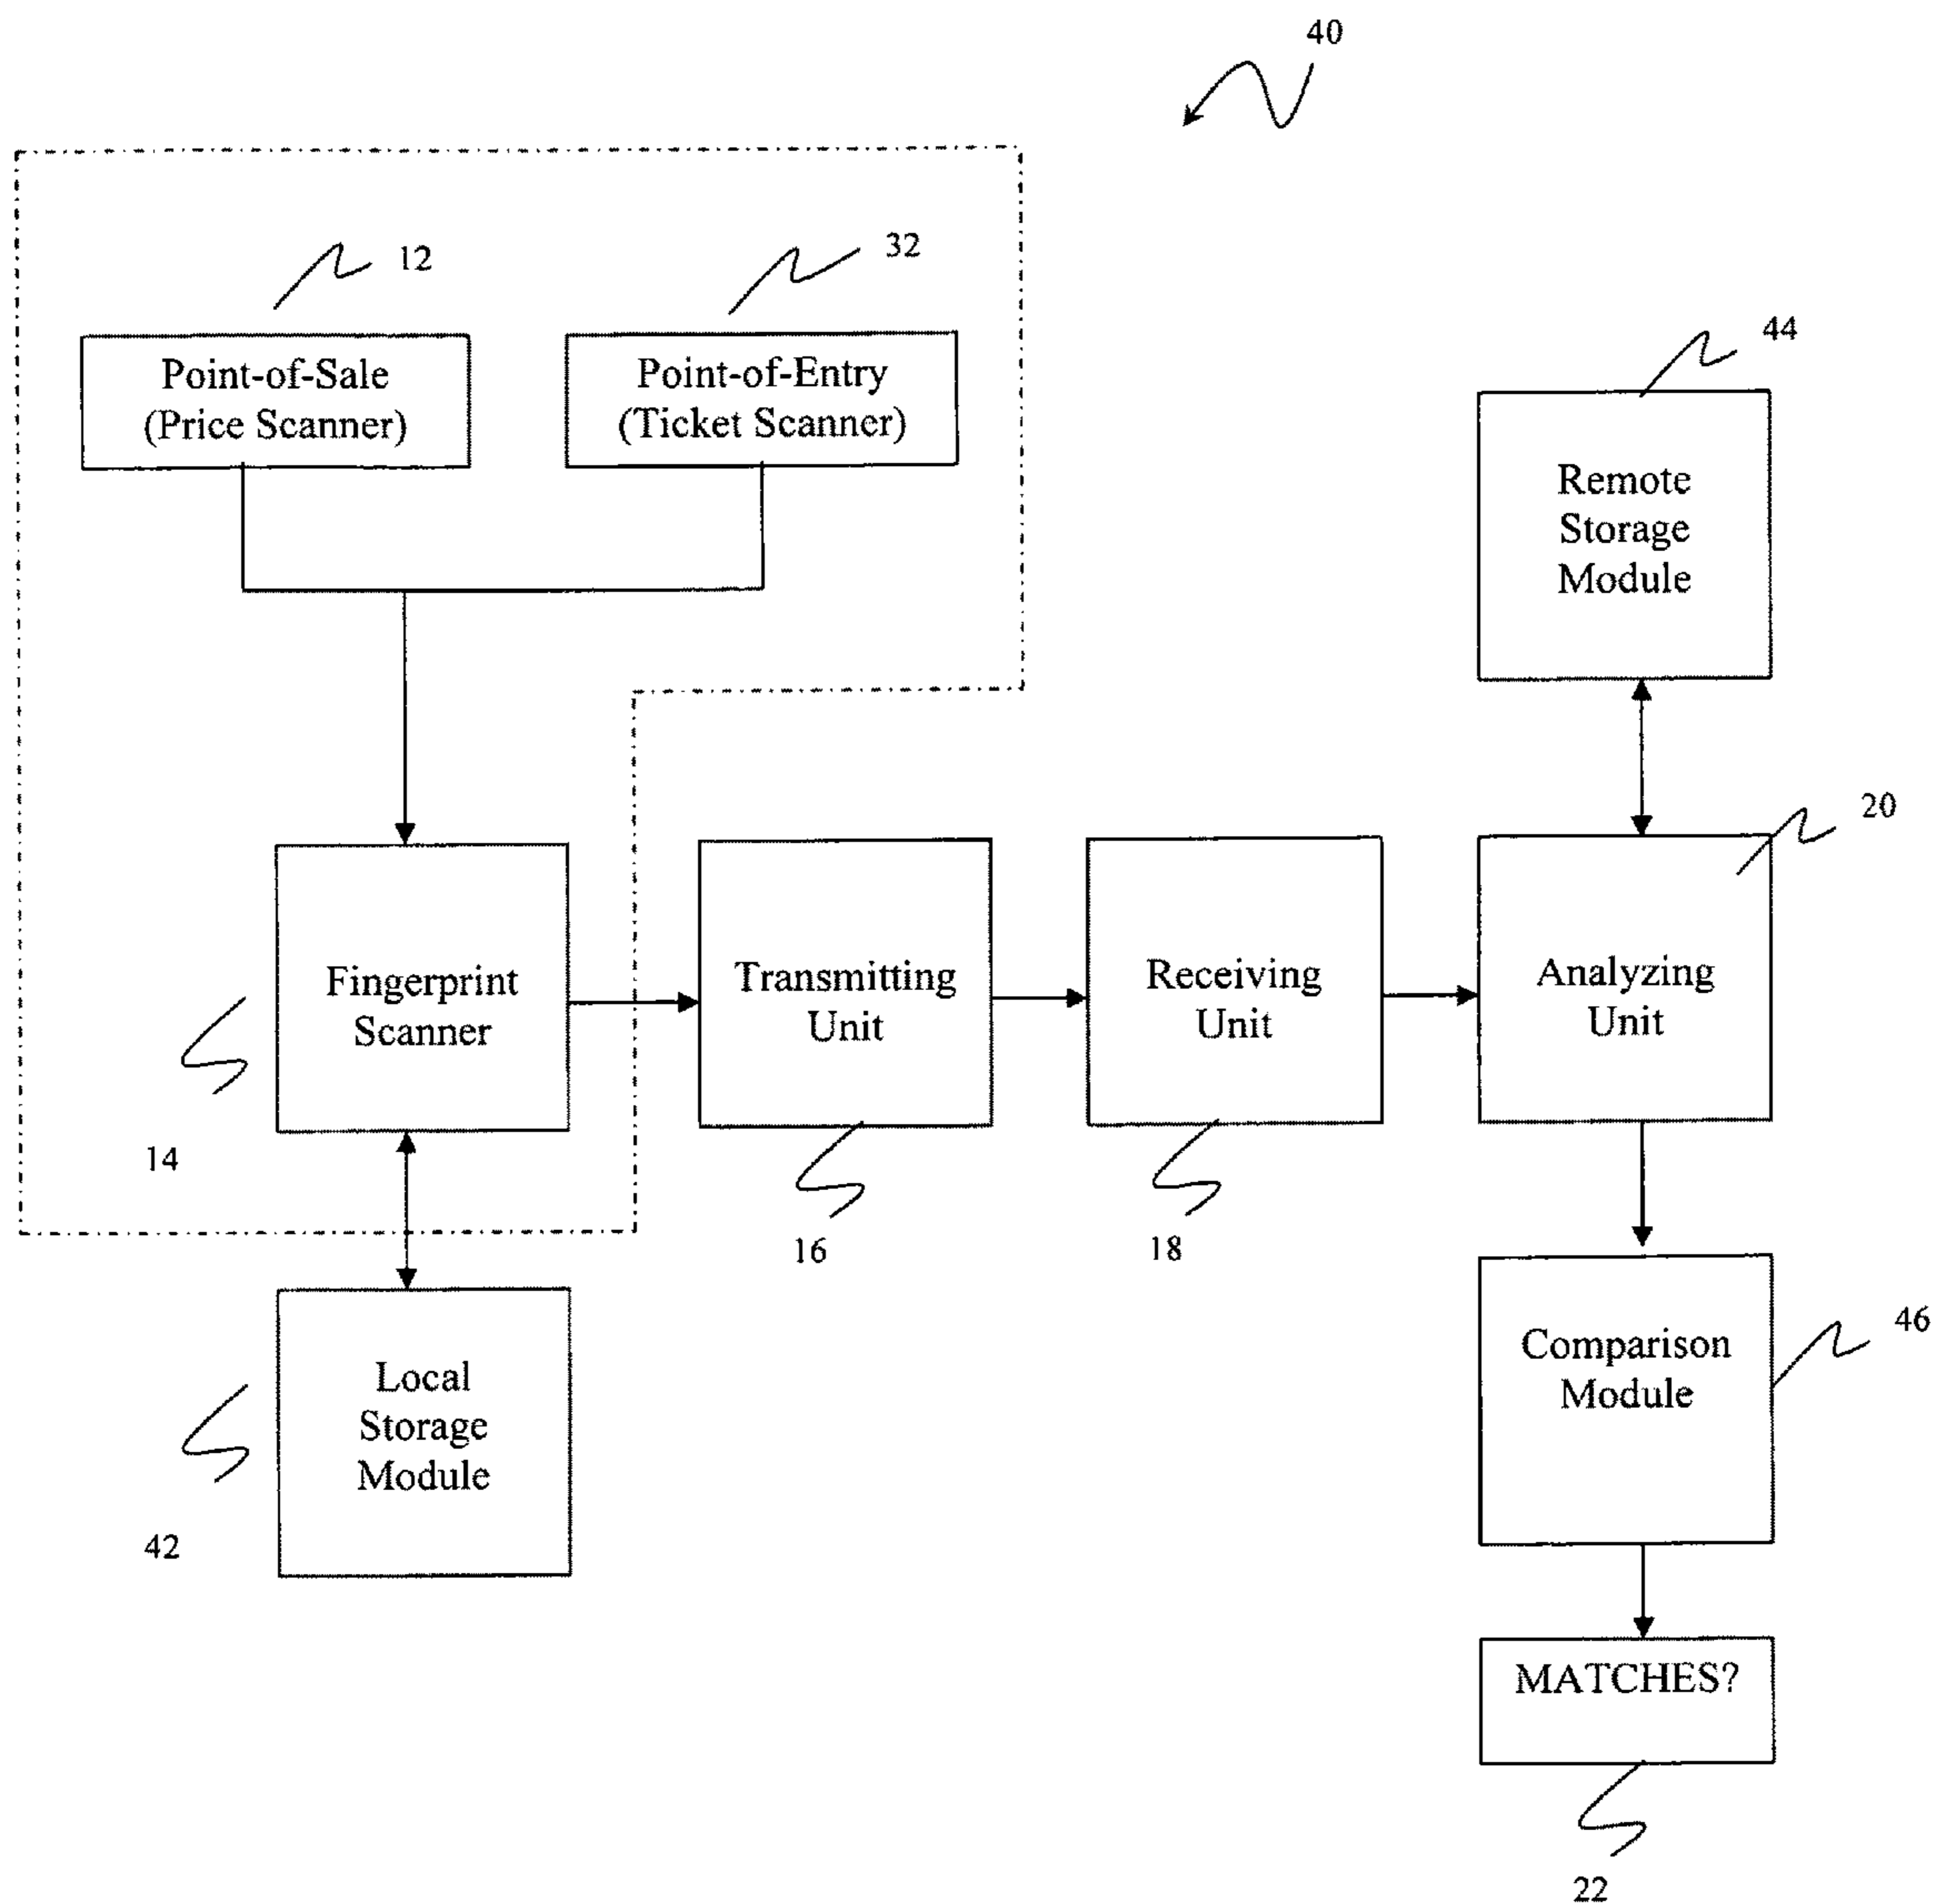 40
12
32
Point-of-Sale
(Price Scanner)
Point-of-Entry
(Ticket Scanner)
44
Remote
Storage
Module
20
Fingerprint
Scanner
14
Transmitting
Unit
16
Receiving
Unit
18
Analyzing
Unit
Local
Storage
Module
42
Comparison
Module
46
MATCHES?
22